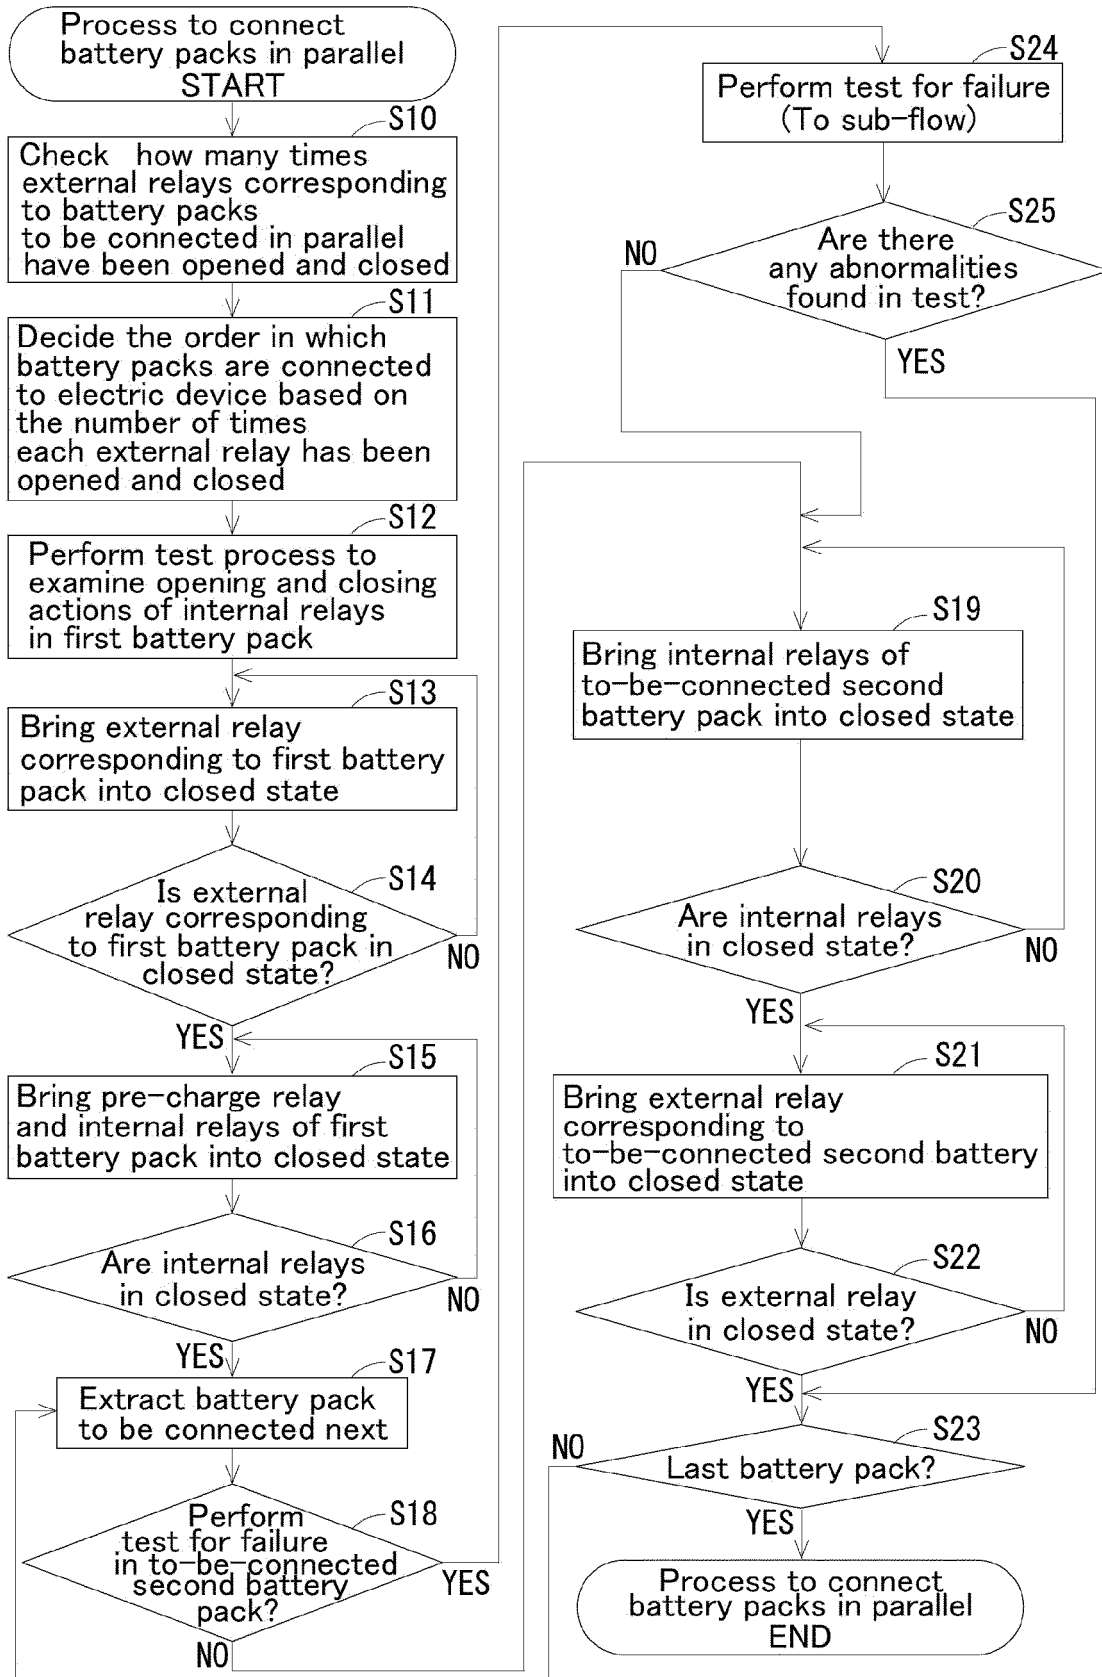 Process to connect
battery packs in parallel
START
S10
Check how many times
external relays corresponding
to battery packs
to be connected in parallel
have been opened and closed
S11
Decide the order in which
battery packs are connected
to electric device based on
the number of times
each external relay has been
opened and closed
S12
Perform test process to
examine opening and closing
actions of internal relays
in first battery pack
S13
Bring external relay
corresponding to first battery
pack into closed state
S14
Is external
relay corresponding
to first battery pack in
closed state?
NO
YES
S15
Bring pre-charge relay
and internal relays of first
battery pack into closed state
S16
Are internal relays
in closed state?
NO
YES
S17
Extract battery pack
to be connected next
S18
Perform
test for failure
in to-be-connected
second battery
pack?
YES
NO
S24
Perform test for failure
(To sub-flow)
S25
Are there
any abnormalities
found in test?
NO
YES
S19
Bring internal relays of
to-be-connected second
battery pack into closed state
S20
Are internal relays
in closed state?
NO
YES
S21
Bring external relay
corresponding to
to-be-connected second battery
into closed state
S22
Is external relay
in closed state?
NO
YES
S23
Last battery pack?
NO
YES
Process to connect
battery packs in parallel
END